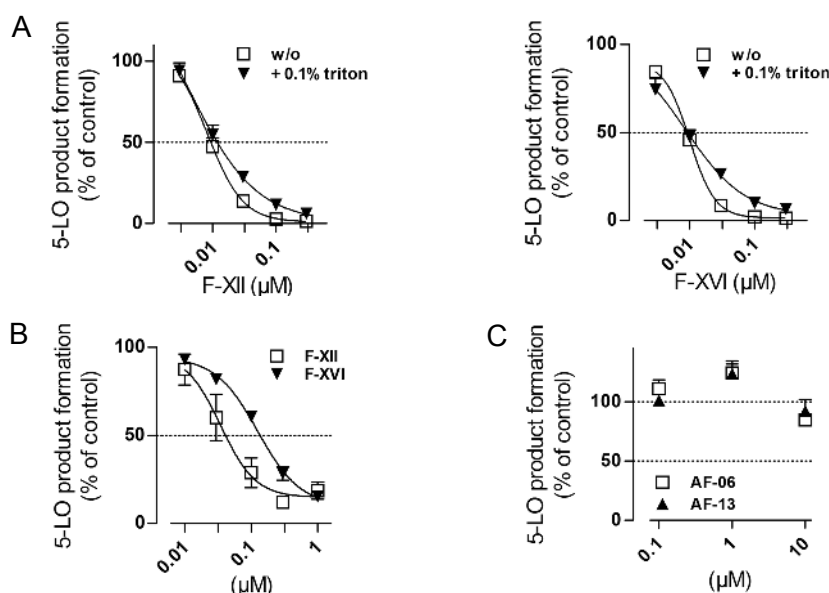 A
5-LO product formation
(% of control)
100
50
0
w/o
+ 0.1% triton
0.01
0.1
F-XII (µM)
5-LO product formation
(% of control)
100
50
0
w/o
+ 0.1% triton
0.01
0.1
F-XVI (µM)
B
5-LO product formation
(% of control)
100
50
0
F-XII
F-XVI
0.01
0.1
1
(µM)
C
5-LO product formation
(% of control)
100
50
0
AF-06
AF-13
0.1
1
10
(µM)